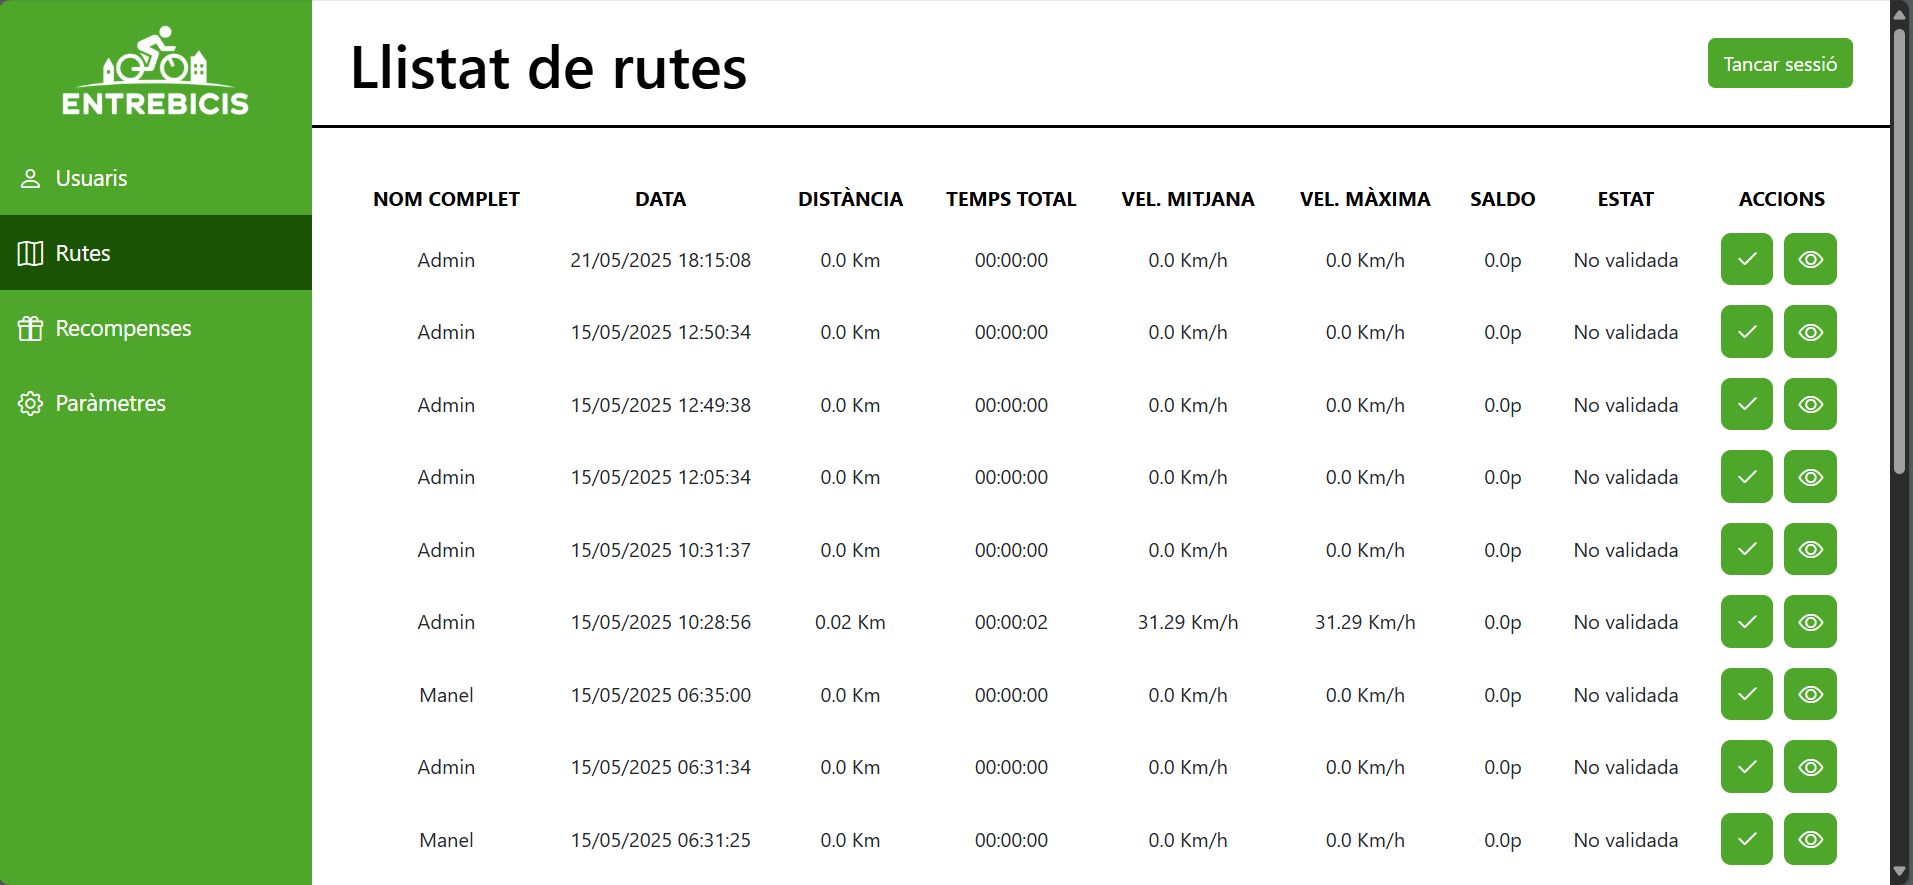 ENTREBICIS
Usuaris
Rutes
Recompenses
Paràmetres
Llistat de rutes
Tancar sessió
NOM COMPLET DATA DISTÀNCIA TEMPS TOTAL VEL. MITJANA VEL. MÀXIMA SALDO ESTAT ACCIONS
Admin 21/05/2025 18:15:08 0.0 Km 00:00:00 0.0 Km/h 0.0 Km/h 0.0p No validada
Admin 15/05/2025 12:50:34 0.0 Km 00:00:00 0.0 Km/h 0.0 Km/h 0.0p No validada
Admin 15/05/2025 12:49:38 0.0 Km 00:00:00 0.0 Km/h 0.0 Km/h 0.0p No validada
Admin 15/05/2025 12:05:34 0.0 Km 00:00:00 0.0 Km/h 0.0 Km/h 0.0p No validada
Admin 15/05/2025 10:31:37 0.0 Km 00:00:00 0.0 Km/h 0.0 Km/h 0.0p No validada
Admin 15/05/2025 10:28:56 0.02 Km 00:00:02 31.29 Km/h 31.29 Km/h 0.0p No validada
Manel 15/05/2025 06:35:00 0.0 Km 00:00:00 0.0 Km/h 0.0 Km/h 0.0p No validada
Admin 15/05/2025 06:31:34 0.0 Km 00:00:00 0.0 Km/h 0.0 Km/h 0.0p No validada
Manel 15/05/2025 06:31:25 0.0 Km 00:00:00 0.0 Km/h 0.0 Km/h 0.0p No validada